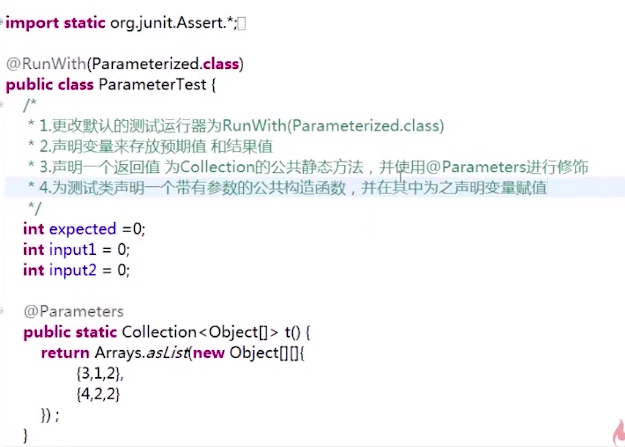 import static org.junit.Assert.*;
@RunWith(Parameterized.class)
public class ParameterTest {
/*
* 1.更改默认的测试运行器为RunWith(Parameterized.class)
* 2.声明变量来存放预期值 和结果值
* 3.声明一个返回值 为Collection的公共静态方法，并使用@Parameters进行修饰
* 4.为测试类声明一个带有参数的公共构造函数，并在其中为之声明变量赋值
*/
int expected =0;
int input1 = 0;
int input2 = 0;
@Parameters
public static Collection<Object[]> t() {
return Arrays.asList(new Object[][]{
{3,1,2},
{4,2,2}
}) ;
}